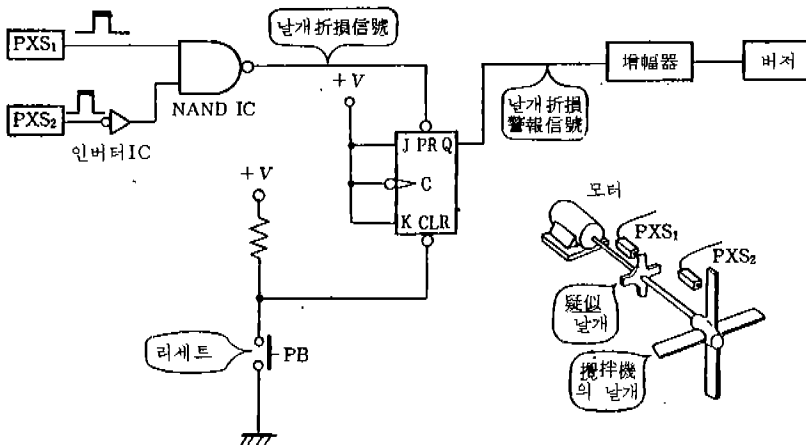 PXS₁
PXS₂
인버터IC
NAND IC
날개 折損信號
+V
+V
날개 折損
警報信號
增幅器
버저
J PR Q
C
K CLR
리세트
PB
모터
PXS₁
PXS₂
疑似
날개
攪拌機
의 날개